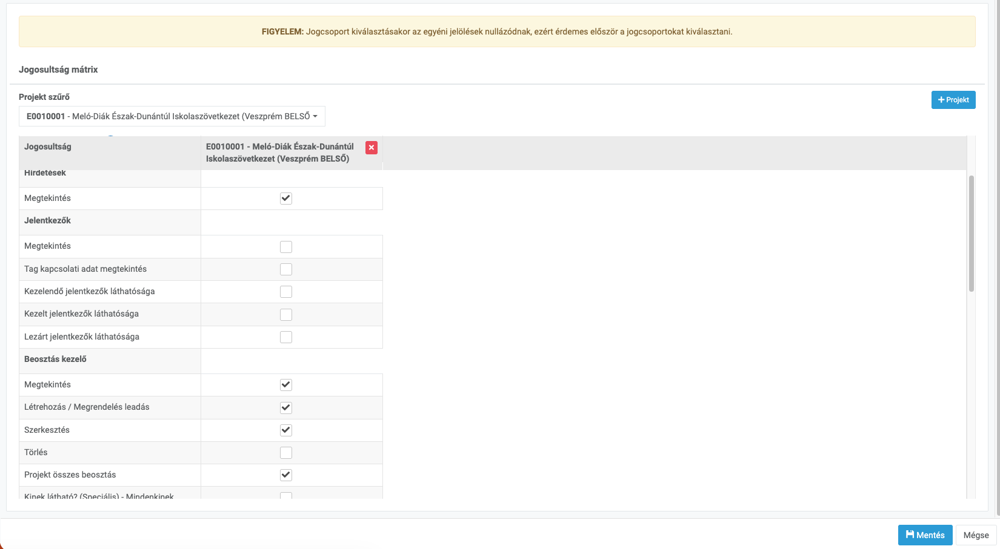 FIGYELEM: Jogcsoport kiválasztásakor az egyéni jelölések nullázódnak, ezért érdemes először a jogcsoportokat kiválasztani.
Jogosultság mátrix
Projekt szűrő
Projekt
E0010001 - Meló-Diák Észak-Dunántúl Iskolaszövetkezet (Veszprém BELSŐ
Jogosultság
E0010001 - Meló-Diák Észak-Dunántúl
Iskolaszövetkezet (Veszprém BELSŐ)
Hirdetések
Megtekintés
Jelentkezők
Megtekintés
Tag kapcsolati adat megtekintés
Kezelendő jelentkezők láthatósága
Kezelt jelentkezők láthatósága
Lezárt jelentkezők láthatósága
Beosztás kezelő
Megtekintés
Létrehozás / Megrendelés leadás
Szerkesztés
Törlés
Projekt összes beosztás
Kinek látható? (Speciális) - Mindenkinek
Mentés
Mégse